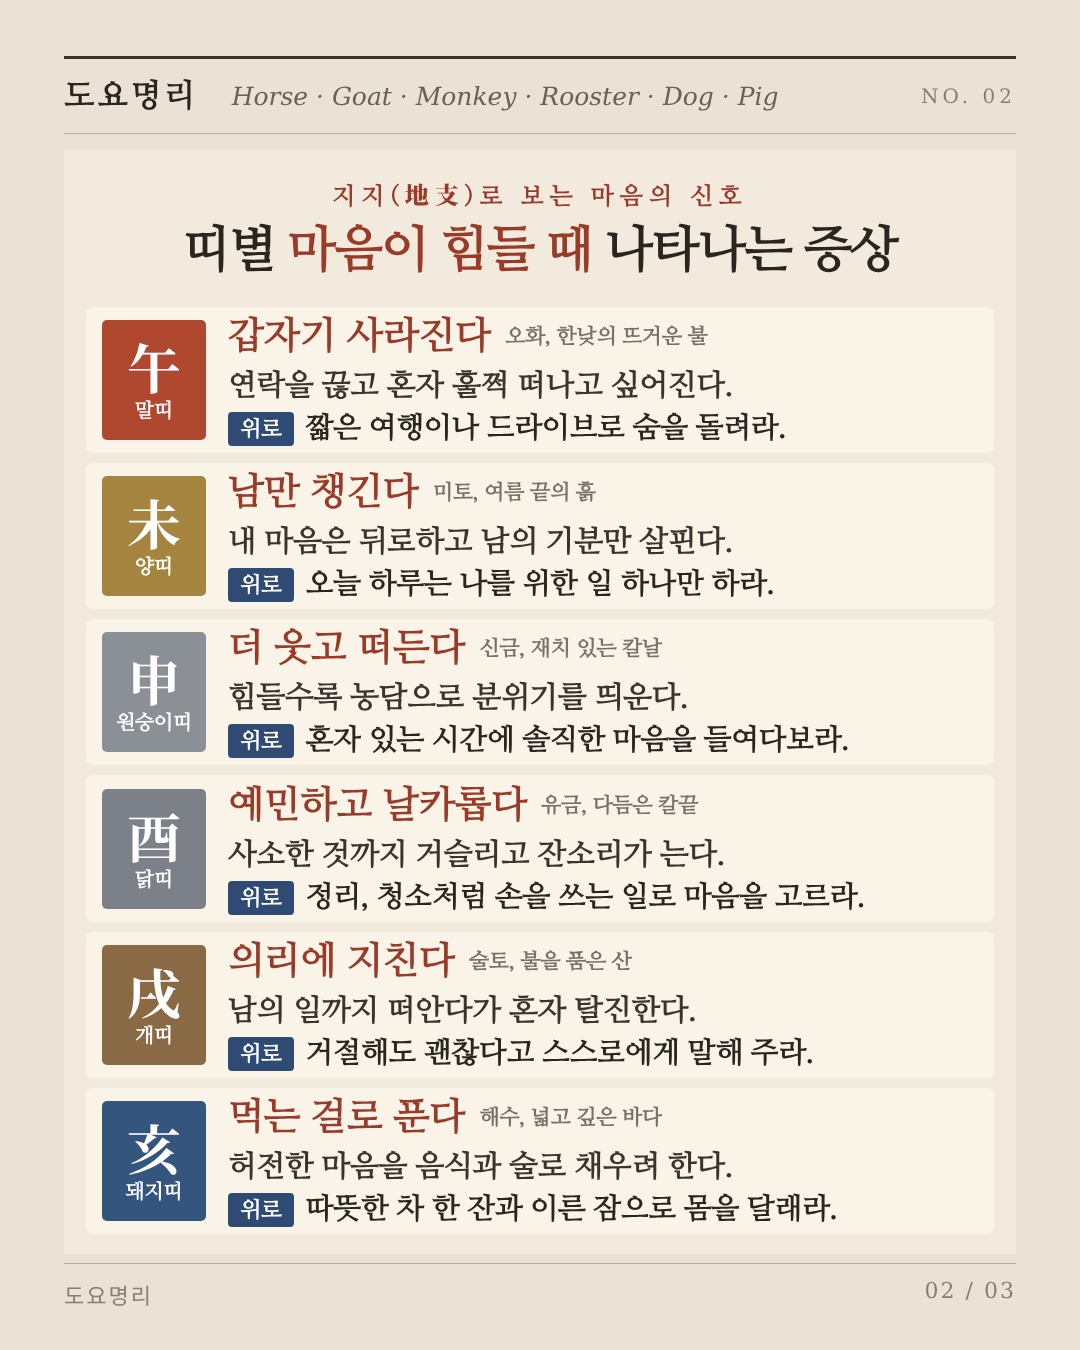 도요명리 Horse · Goat · Monkey · Rooster · Dog · Pig NO. 02
지지(地支)로 보는 마음의 신호
띠별 마음이 힘들 때 나타나는 증상
午
말띠
갑자기 사라진다 오화, 한낮의 뜨거운 불
연락을 끊고 혼자 훌쩍 떠나고 싶어진다.
위로 짧은 여행이나 드라이브로 숨을 돌려라.
未
양띠
남만 챙긴다 미토, 여름 끝의 흙
내 마음은 뒤로하고 남의 기분만 살핀다.
위로 오늘 하루는 나를 위한 일 하나만 하라.
申
원숭이띠
더 웃고 떠든다 신금, 재치 있는 칼날
힘들수록 농담으로 분위기를 띄운다.
위로 혼자 있는 시간에 솔직한 마음을 들여다보라.
酉
닭띠
예민하고 날카롭다 유금, 다듬은 칼끝
사소한 것까지 거슬리고 잔소리가 는다.
위로 정리, 청소처럼 손을 쓰는 일로 마음을 고르라.
戌
개띠
의리에 지친다 술토, 불을 품은 산
남의 일까지 떠안다가 혼자 탈진한다.
위로 거절해도 괜찮다고 스스로에게 말해 주라.
亥
돼지띠
먹는 걸로 푼다 해수, 넓고 깊은 바다
허전한 마음을 음식과 술로 채우려 한다.
위로 따뜻한 차 한 잔과 이른 잠으로 몸을 달래라.
도요명리 02 / 03